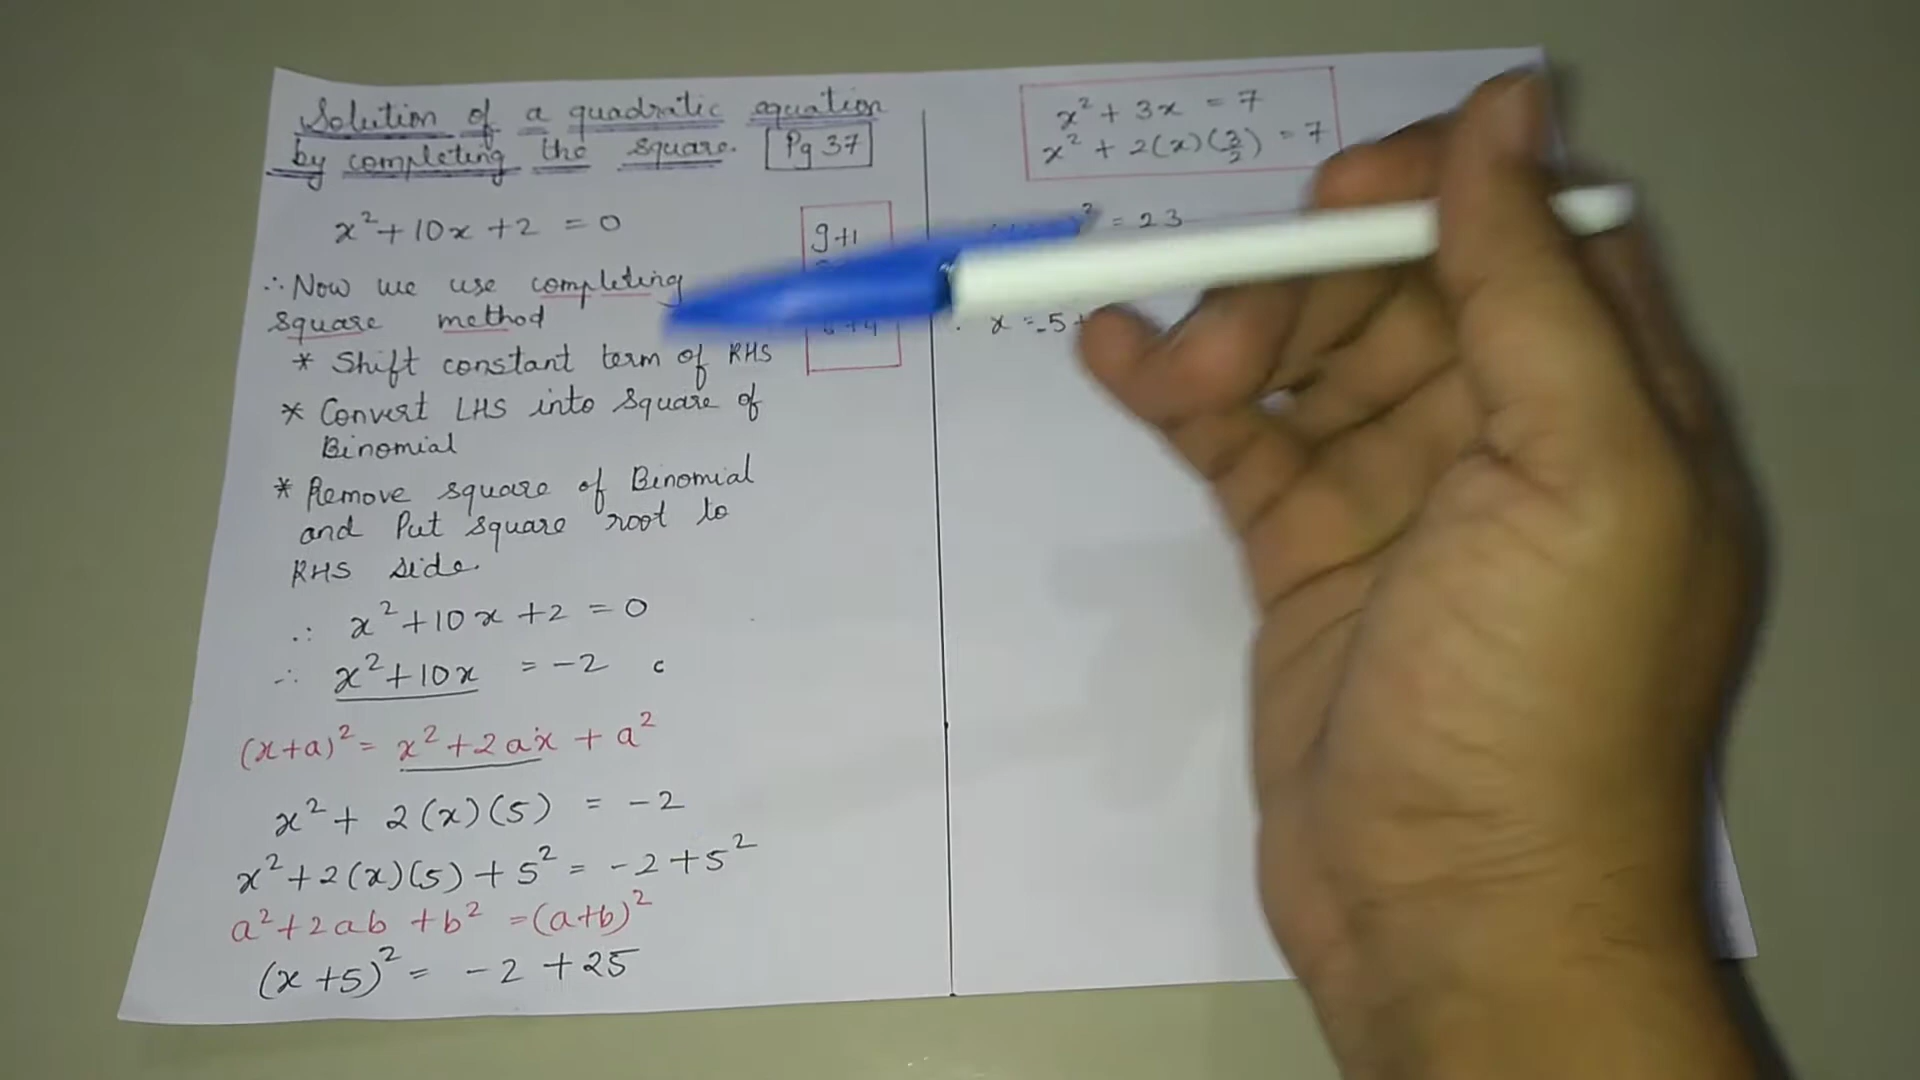 Solution of a quadratic equation
by completing the square. Pg 37
x² + 10x + 2 = 0
∴ Now we use completing
square method
* Shift constant term of RHS
* Convert LHS into square of
Binomial
* Remove square of Binomial
and Put square root to
RHS side.
∴ x² + 10x + 2 = 0
∴ x² + 10x = -2
(x+a)² = x² + 2ax + a²
x² + 2(x)(5) = -2
x² + 2(x)(5) + 5² = -2 + 5²
a² + 2ab + b² = (a+b)²
(x + 5)² = -2 + 25
9+1
x² + 3x = 7
x² + 2(x)(3/2) = 7
² = 23
x = -5 +